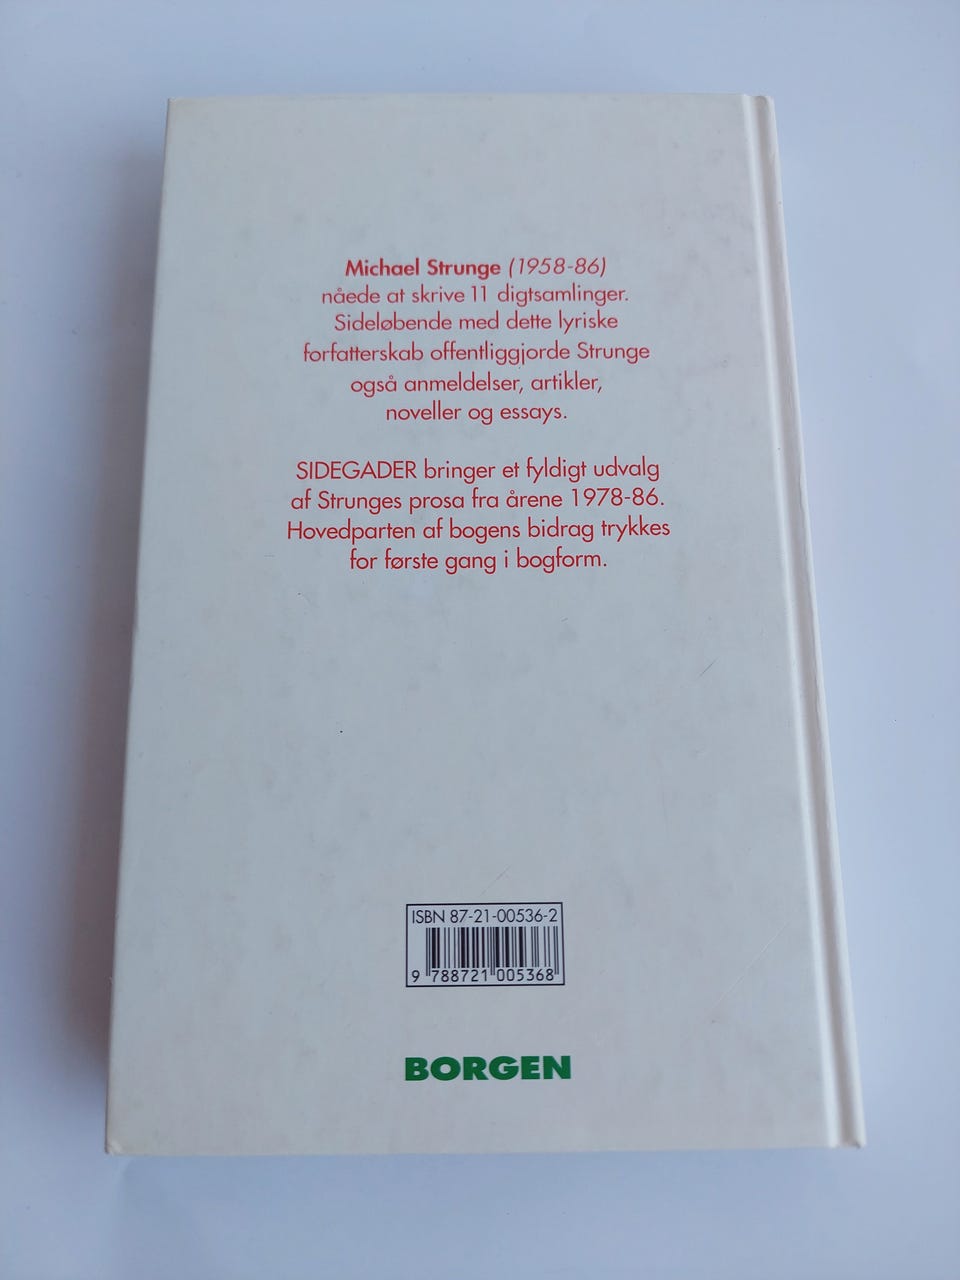 Michael Strunge (1958-86)
nåede at skrive 11 digtsamlinger.
Sideløbende med dette lyriske
forfatterskab offentliggjorde Strunge
også anmeldelser, artikler,
noveller og essays.
SIDEGADER bringer et fyldigt udvalg
af Strunges prosa fra årene 1978-86.
Hovedparten af bogens bidrag trykkes
for første gang i bogform.
ISBN 87-21-00536-2
9 788721 005368
BORGEN